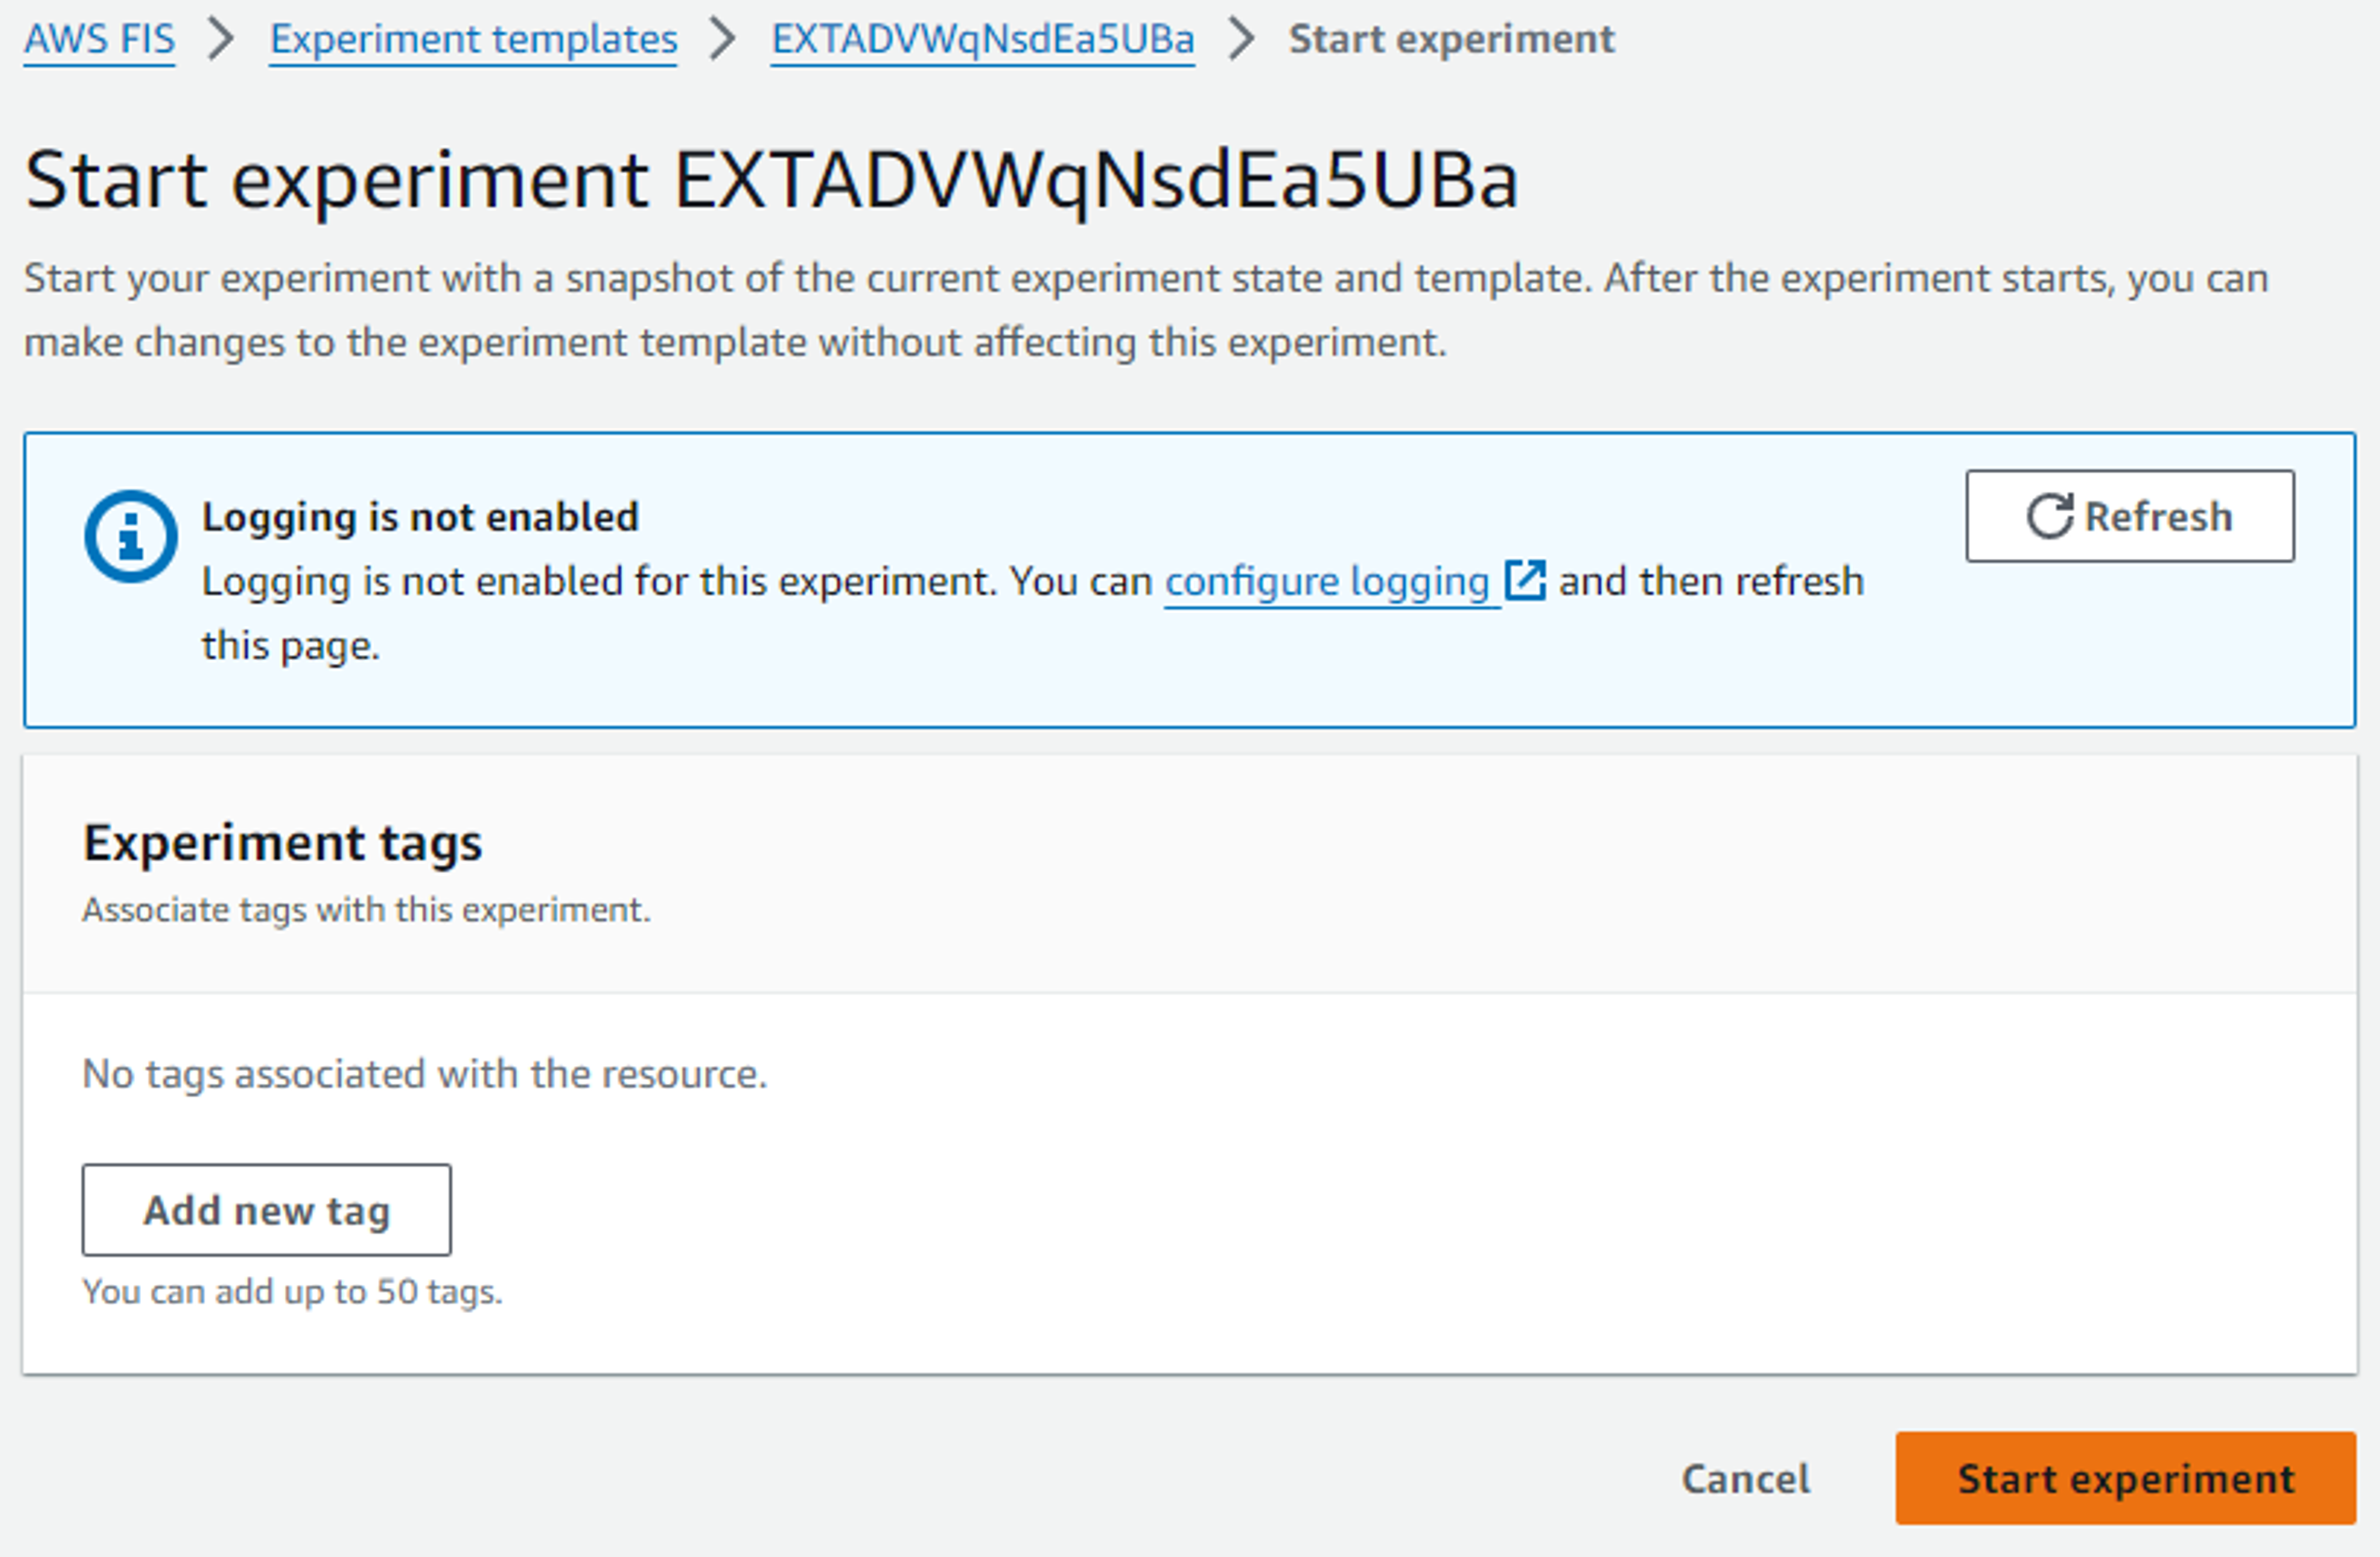 AWS FIS > Experiment templates > EXTADVWqNsdEa5UBa > Start experiment
Start experiment EXTADVWqNsdEa5UBa
Start your experiment with a snapshot of the current experiment state and template. After the experiment starts, you can
make changes to the experiment template without affecting this experiment.
Logging is not enabled
Refresh
Logging is not enabled for this experiment. You can configure logging and then refresh
this page.
Experiment tags
Associate tags with this experiment.
No tags associated with the resource.
Add new tag
You can add up to 50 tags.
Cancel
Start experiment